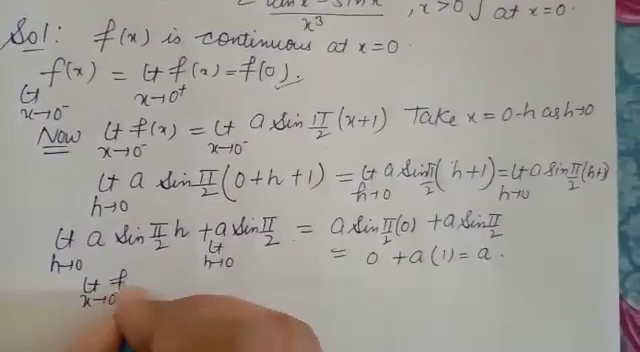 tan x - sin x / x³ , x > 0 ] at x = 0.
Sol: f(x) is continuous at x = 0
Lt x→0⁻ f(x) = Lt x→0⁺ f(x) = f(0).
Now Lt x→0⁻ f(x) = Lt x→0⁻ a sin π/2 (x+1) Take x = 0-h as h→0
Lt h→0 a sin π/2 (0+h+1) = Lt h→0 a sin π/2 (h+1) = Lt h→0 a sin π/2 (h+1)
Lt h→0 a sin π/2 h + Lt h→0 a sin π/2 = a sin π/2 (0) + a sin π/2
= 0 + a(1) = a.
Lt x→0 f